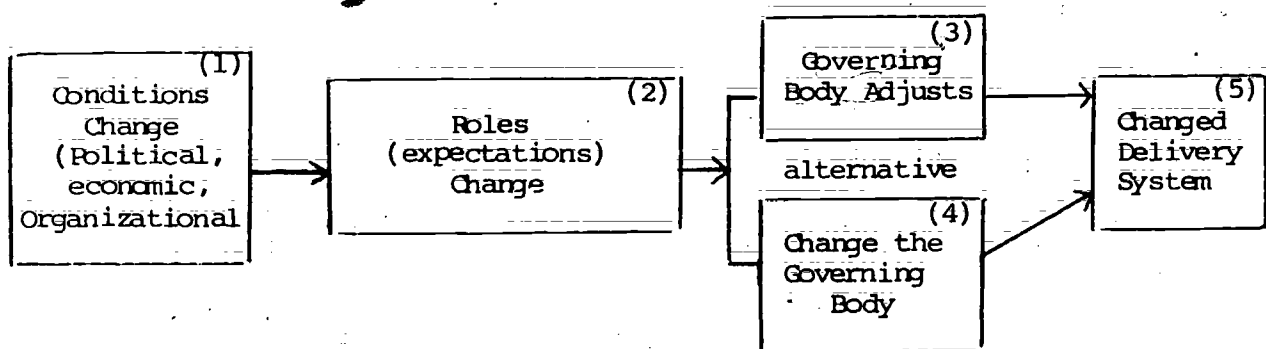 (1)
Conditions
Change
(Political,
economic,
Organizational
(2)
Roles
(expectations)
Change
(3)
Governing
Body Adjusts
alternative
(4)
Change the
Governing
Body
(5)
Changed
Delivery
System